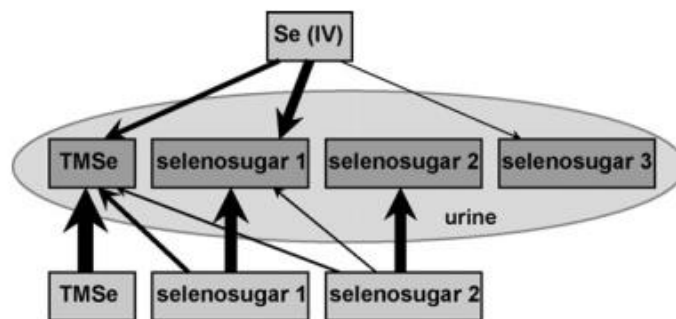 Se (IV)
TMSe
selenosugar 1
selenosugar 2
selenosugar 3
urine
TMSe
selenosugar 1
selenosugar 2